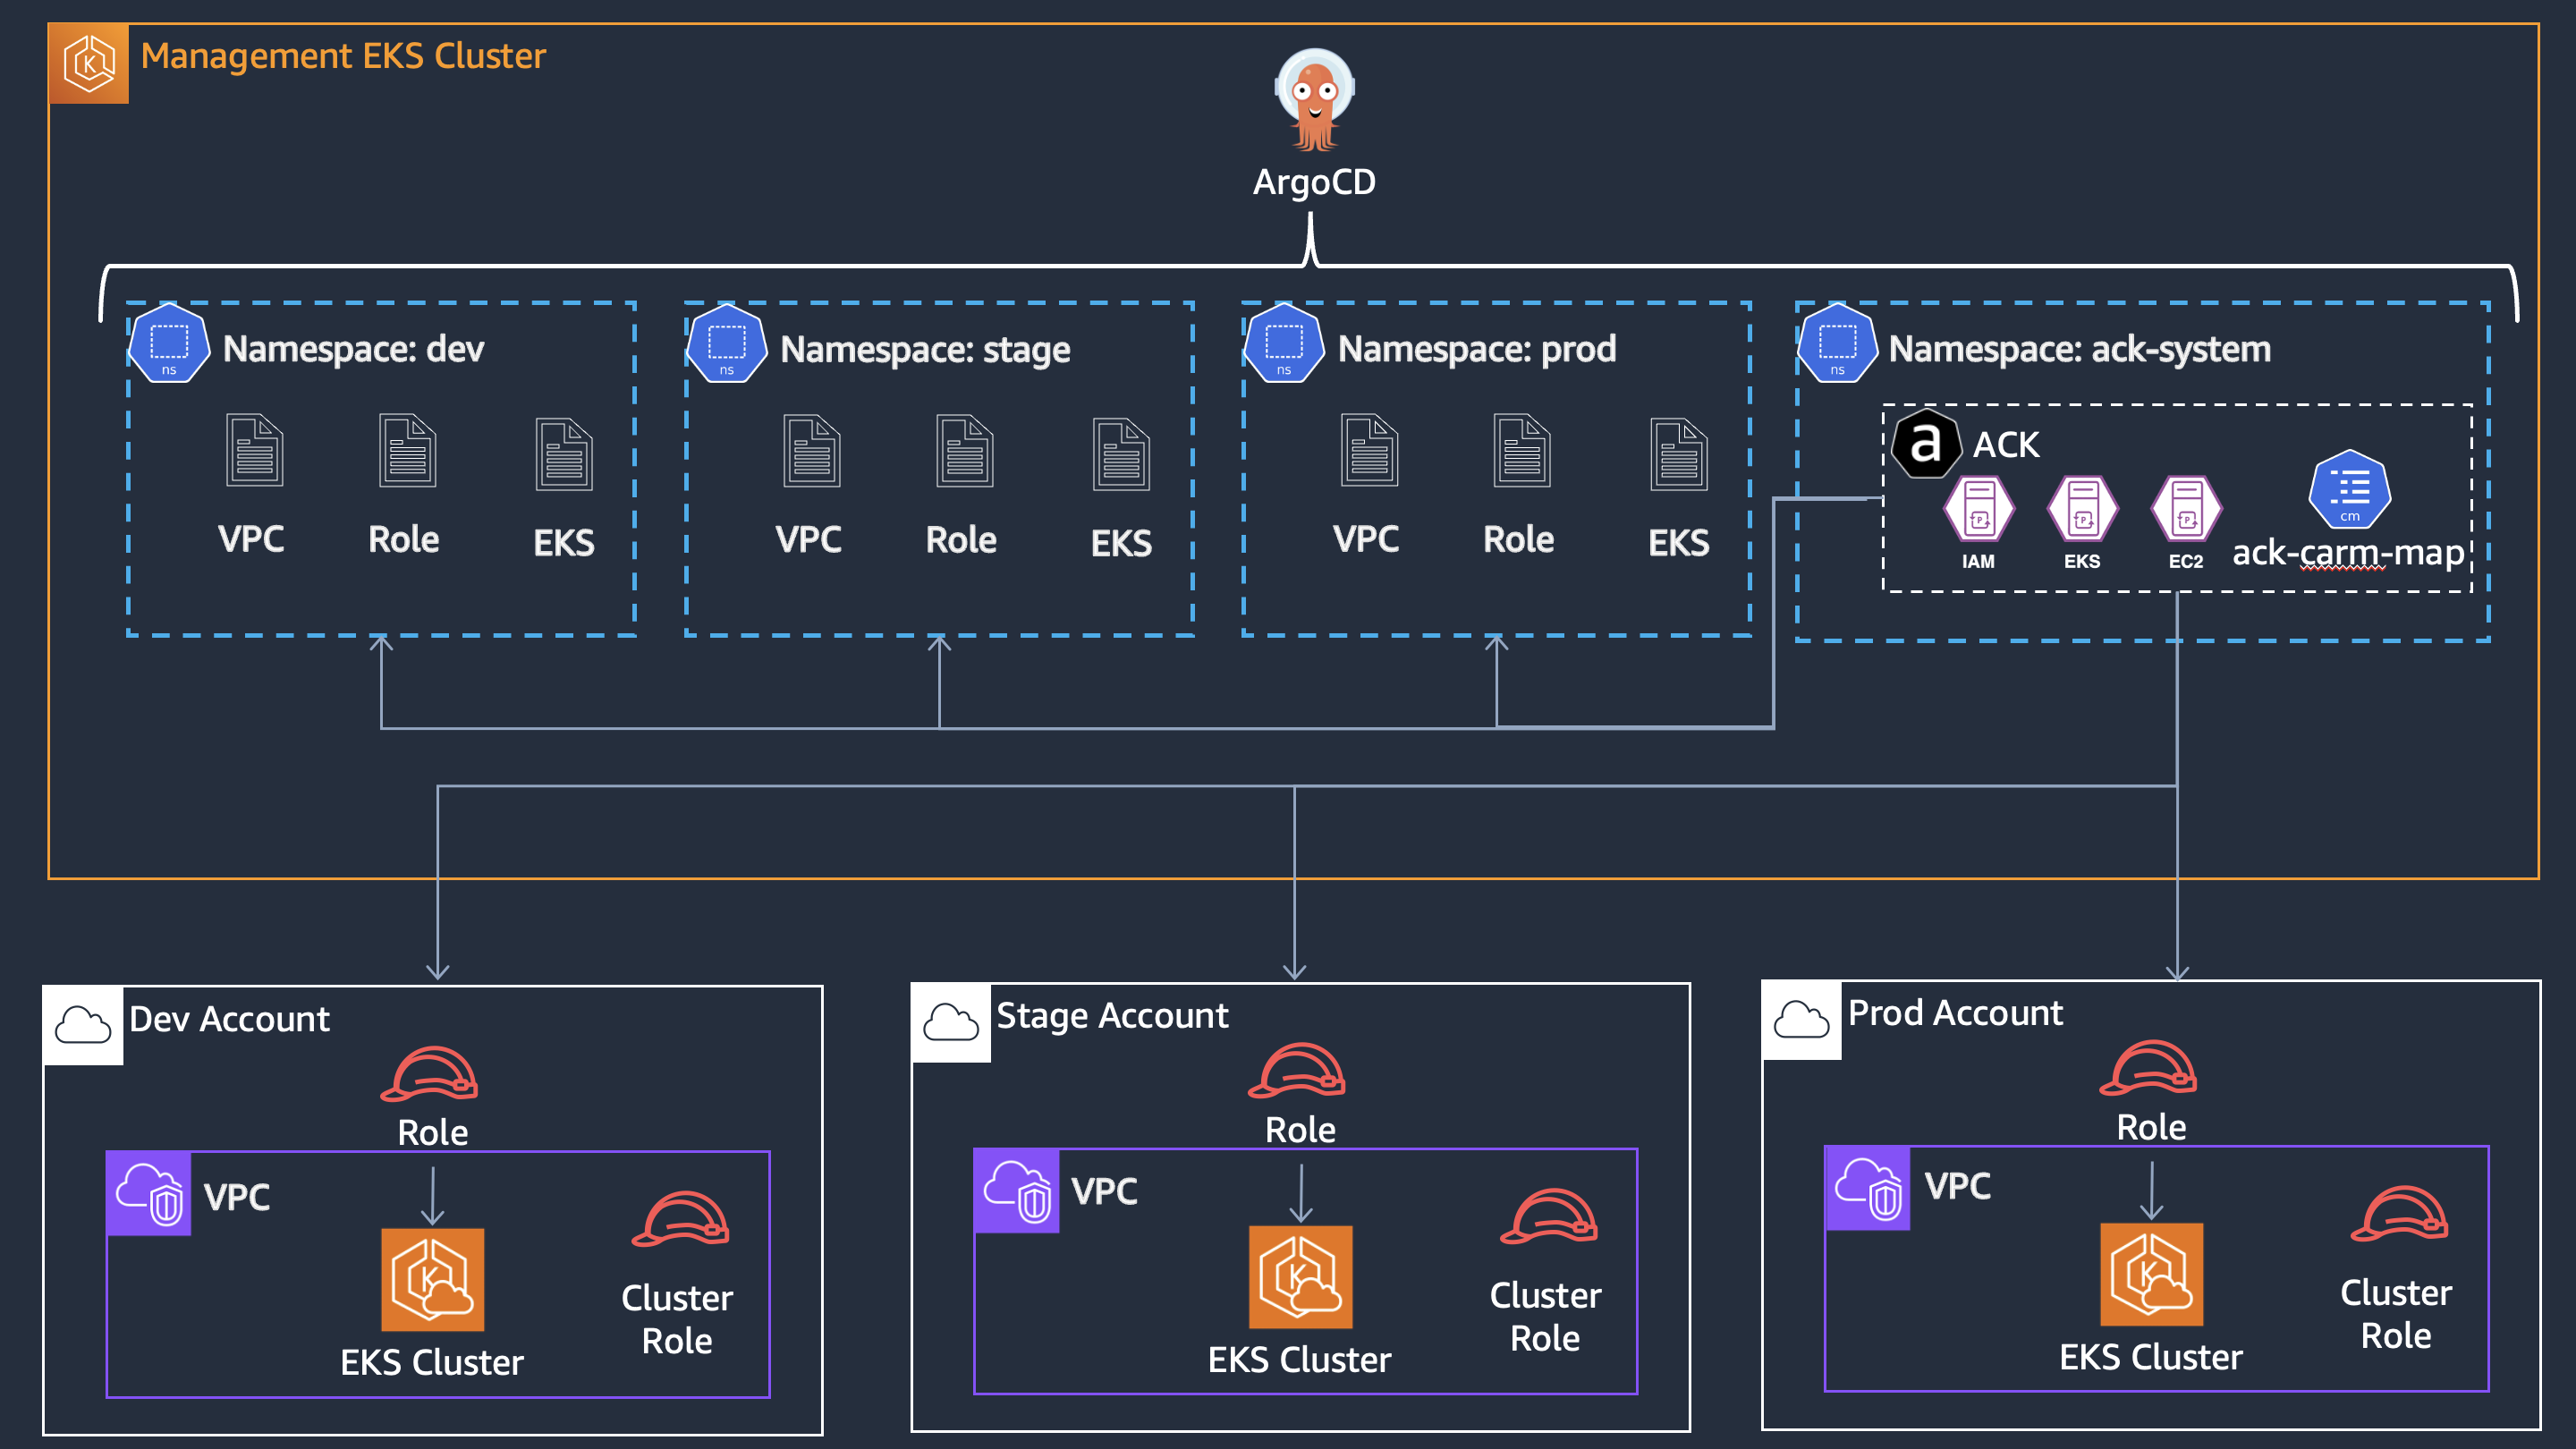 Management EKS Cluster
ArgoCD
ns
Namespace: dev
VPC
Role
EKS
ns
Namespace: stage
VPC
Role
EKS
ns
Namespace: prod
VPC
Role
EKS
ns
Namespace: ack-system
a
ACK
P
IAM
P
EKS
P
EC2
cm
ack-carm-map
Dev Account
Role
VPC
K
EKS Cluster
Cluster
Role
Stage Account
Role
VPC
K
EKS Cluster
Cluster
Role
Prod Account
Role
VPC
K
EKS Cluster
Cluster
Role